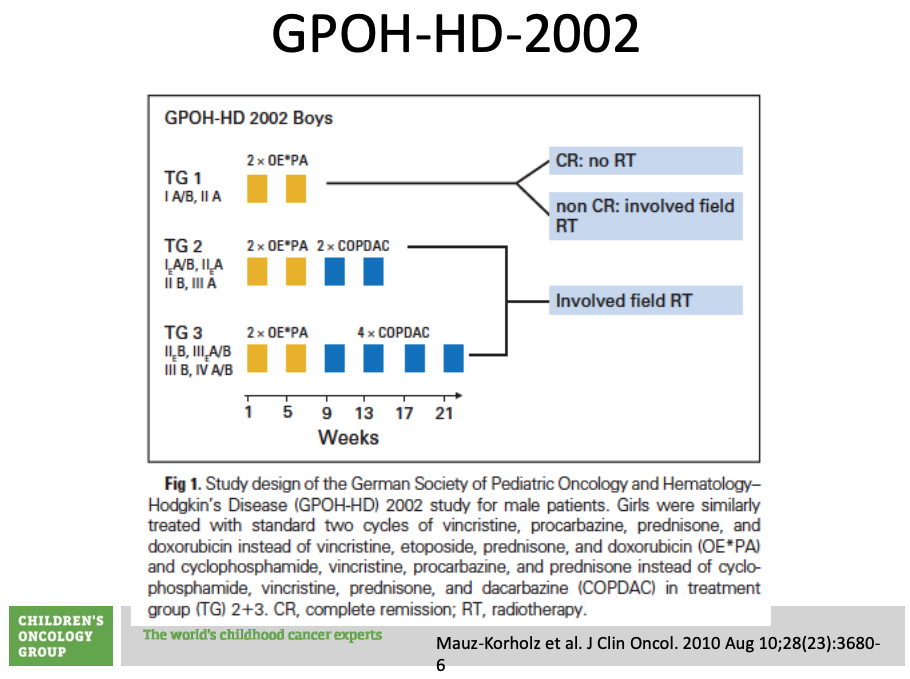 GPOH-HD-2002
GPOH-HD 2002 Boys
2 × OE*PA
TG 1
I A/B, II A
CR: no RT
non CR: involved field
RT
TG 2
2 × OE*PA 2 × COPDAC
IEA/B, IIEA
II B, III A
Involved field RT
TG 3
2 × OE*PA 4 × COPDAC
IIEB, IIIEA/B
III B, IV A/B
1 5 9 13 17 21
Weeks
Fig 1. Study design of the German Society of Pediatric Oncology and Hematology–
Hodgkin's Disease (GPOH-HD) 2002 study for male patients. Girls were similarly
treated with standard two cycles of vincristine, procarbazine, prednisone, and
doxorubicin instead of vincristine, etoposide, prednisone, and doxorubicin (OE*PA)
and cyclophosphamide, vincristine, procarbazine, and prednisone instead of cyclo-
phosphamide, vincristine, prednisone, and dacarbazine (COPDAC) in treatment
group (TG) 2+3. CR, complete remission; RT, radiotherapy.
CHILDREN'S
ONCOLOGY
GROUP
The world's childhood cancer experts
Mauz-Korholz et al. J Clin Oncol. 2010 Aug 10;28(23):3680-
6